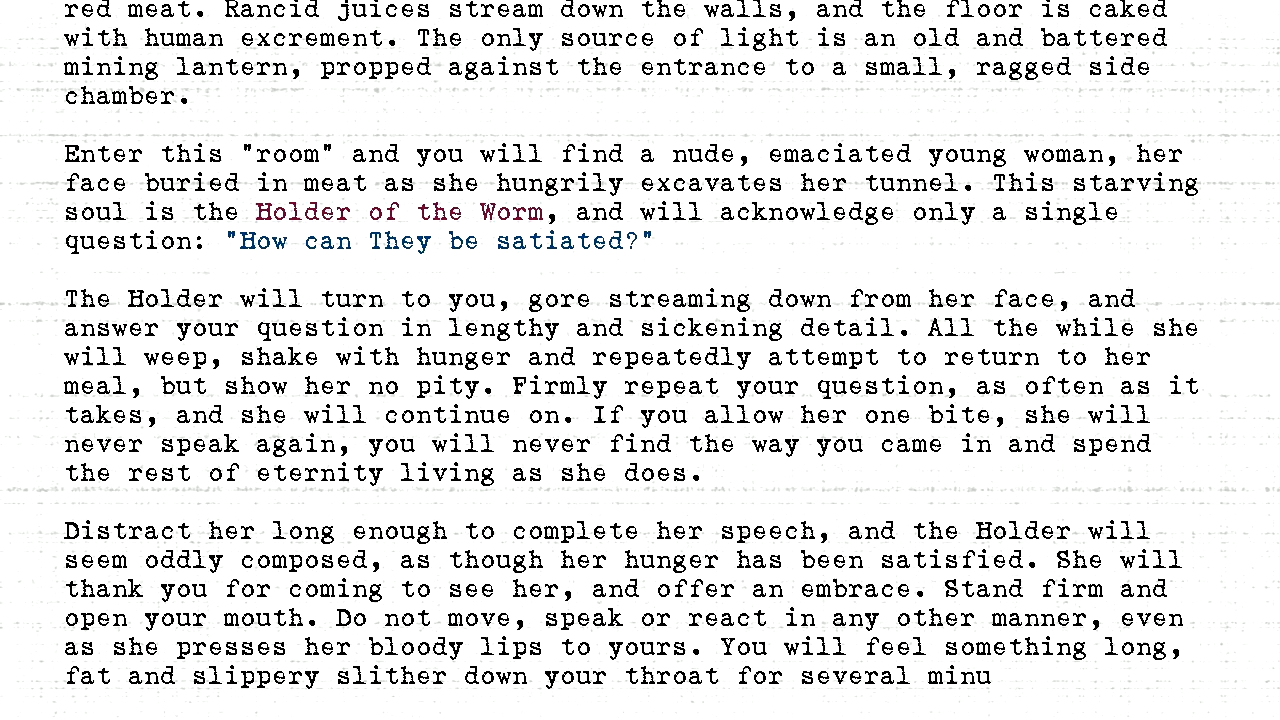 red meat. Rancid juices stream down the walls, and the floor is caked
with human excrement. The only source of light is an old and battered
mining lantern, propped against the entrance to a small, ragged side
chamber.
Enter this "room" and you will find a nude, emaciated young woman, her
face buried in meat as she hungrily excavates her tunnel. This starving
soul is the Holder of the Worm, and will acknowledge only a single
question: "How can They be satiated?"
The Holder will turn to you, gore streaming down from her face, and
answer your question in lengthy and sickening detail. All the while she
will weep, shake with hunger and repeatedly attempt to return to her
meal, but show her no pity. Firmly repeat your question, as often as it
takes, and she will continue on. If you allow her one bite, she will
never speak again, you will never find the way you came in and spend
the rest of eternity living as she does.
Distract her long enough to complete her speech, and the Holder will
seem oddly composed, as though her hunger has been satisfied. She will
thank you for coming to see her, and offer an embrace. Stand firm and
open your mouth. Do not move, speak or react in any other manner, even
as she presses her bloody lips to yours. You will feel something long,
fat and slippery slither down your throat for several minu